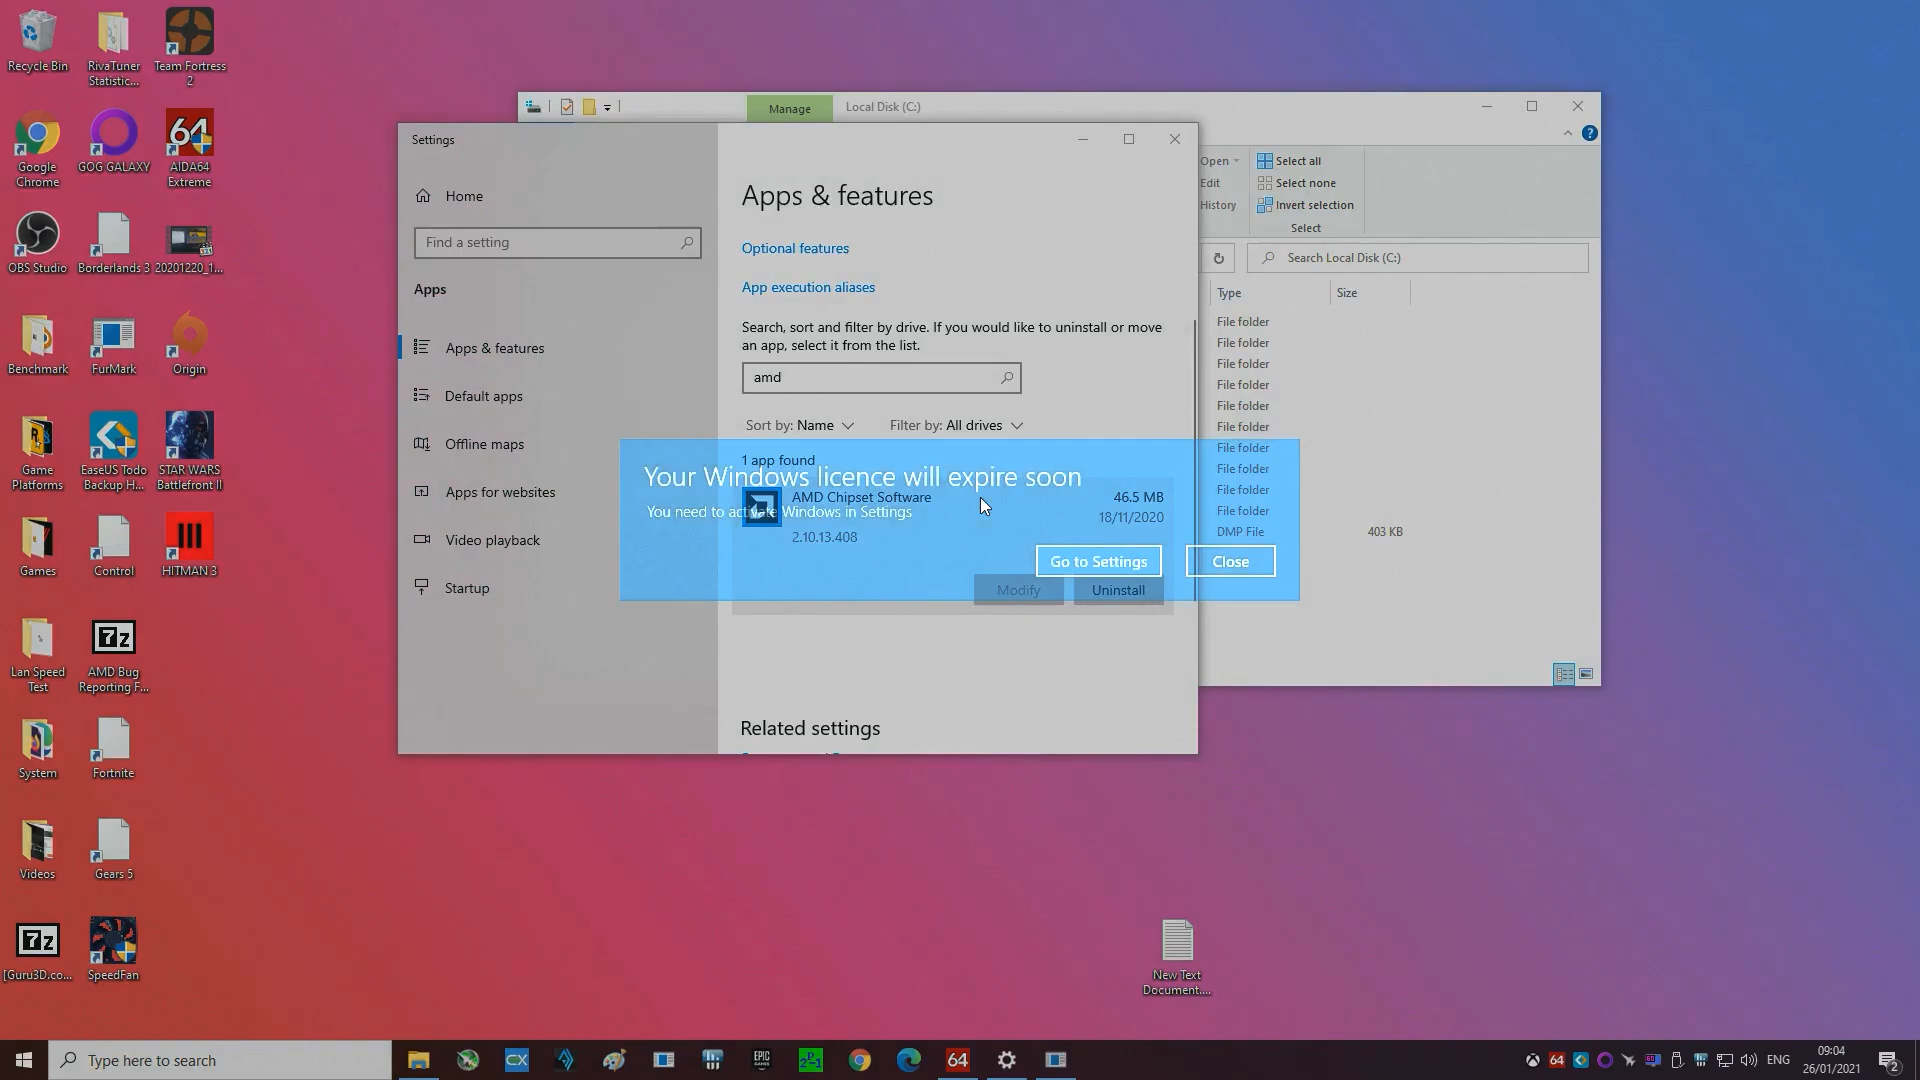 Recycle Bin
RivaTuner
Statistic...
Team Fortress
2
Google
Chrome
GOG GALAXY
64
AIDA64
Extreme
OBS Studio
Borderlands 3
20201220_1...
Benchmark
FurMark
Origin
Game
Platforms
EaseUS Todo
Backup H...
STAR WARS
Battlefront II
Games
Control
HITMAN 3
Lan Speed
Test
7z
AMD Bug
Reporting F...
System
Fortnite
Videos
Gears 5
7z
[Guru3D.co...
SpeedFan
New Text
Document....
Manage
Local Disk (C:)
Open
Edit
History
Select all
Select none
Invert selection
Select
Search Local Disk (C:)
Type
Size
File folder
File folder
File folder
File folder
File folder
File folder
File folder
File folder
File folder
File folder
DMP File
403 KB
Settings
Home
Find a setting
Apps
Apps & features
Default apps
Offline maps
Apps for websites
Video playback
Startup
Apps & features
Optional features
App execution aliases
Search, sort and filter by drive. If you would like to uninstall or move
an app, select it from the list.
amd
Sort by: Name
Filter by: All drives
1 app found
AMD Chipset Software
46.5 MB
18/11/2020
2.10.13.408
Modify
Uninstall
Related settings
Your Windows licence will expire soon
You need to activate Windows in Settings
Go to Settings
Close
Type here to search
CX
EPIC
GAMES
64
64
ENG
09:04
26/01/2021
2